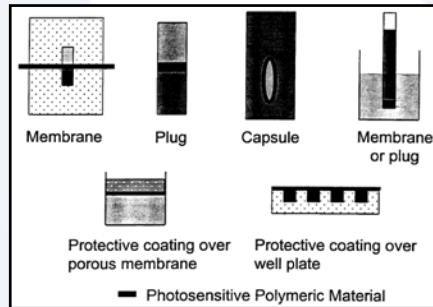 Membrane
Plug
Capsule
Membrane
or plug
Protective coating over
porous membrane
Protective coating over
well plate
Photosensitive Polymeric Material